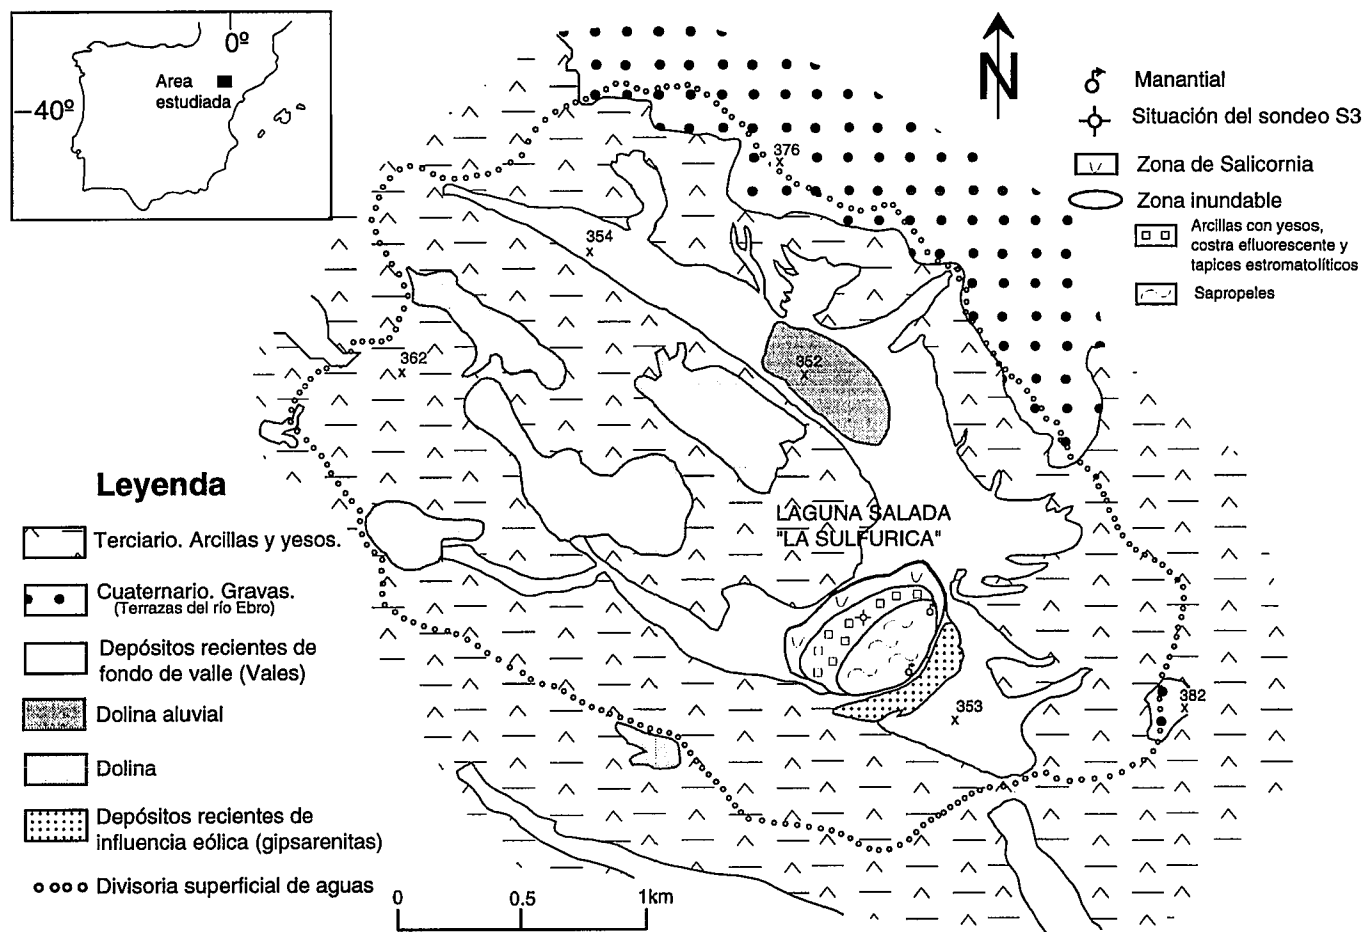 0º
Area
estudiada
40º
N
Manantial
Situación del sondeo S3
Zona de Salicornia
Zona inundable
Arcillas con yesos,
costra efluorescente y
tapices estromatolíticos
Sapropeles
376
354
362
352
LAGUNA SALADA
"LA SULFURICA"
353
382
Leyenda
Terciario. Arcillas y yesos.
Cuaternario. Gravas.
(Terrazas del río Ebro)
Depósitos recientes de
fondo de valle (Vales)
Dolina aluvial
Dolina
Depósitos recientes de
influencia eólica (gipsarenitas)
Divisoria superficial de aguas
0 0.5 1km